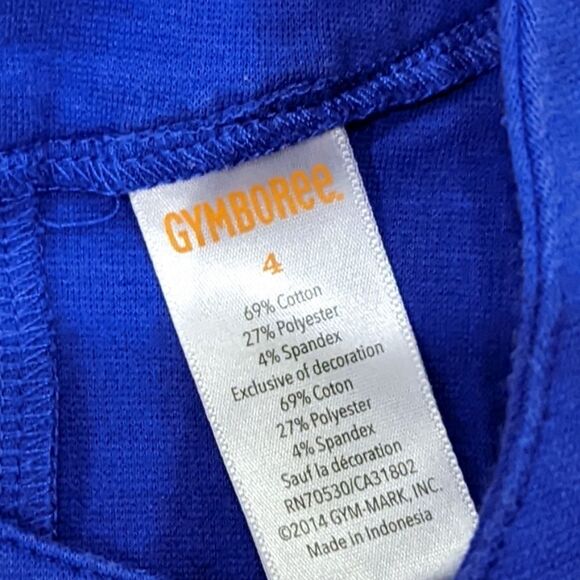 GYMBOREE.
4
69% Cotton
27% Polyester
4% Spandex
Exclusive of decoration
69% Coton
27% Polyester
4% Spandex
Sauf la décoration
RN70530/CA31802
©2014 GYM-MARK, INC.
Made in Indonesia